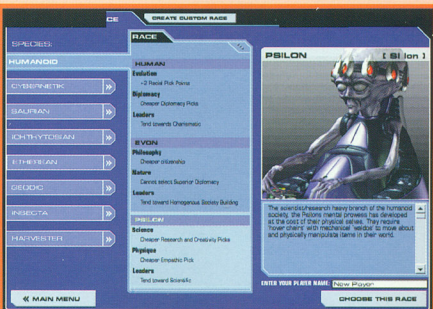 CE
CREATE CUSTOM RACE
SPECIES:
HUMANOID
CYBERNETIK
SAURIAN
ICHTHYTOSIAN
ETHEREAN
GEODIC
INSECTA
HARVESTER
« MAIN MENU
RACE
HUMAN
Evolution
+2 Racial Pick Points
Diplomacy
Cheaper Diplomacy Picks
Leaders
Tend towards Charismatic
EVON
Philosophy
Cheaper citizenship
Nature
Cannot select Superior Diplomacy
Leaders
Tend toward Homogenous Society Building
PSILON
Science
Cheaper Research and Creativity Picks
Physique
Cheaper Empathic Pick
Leaders
Tend toward Scientific
PSILON
[ Si lon ]
The scientist/research heavy branch of the humanoid
society, the Psilons mental prowess has developed
at the cost of their physical selves. They require
'hover chairs' with mechanical 'waldos' to move about
and physically manipulate items in their world.
ENTER YOUR PLAYER NAME: New Player
CHOOSE THIS RACE